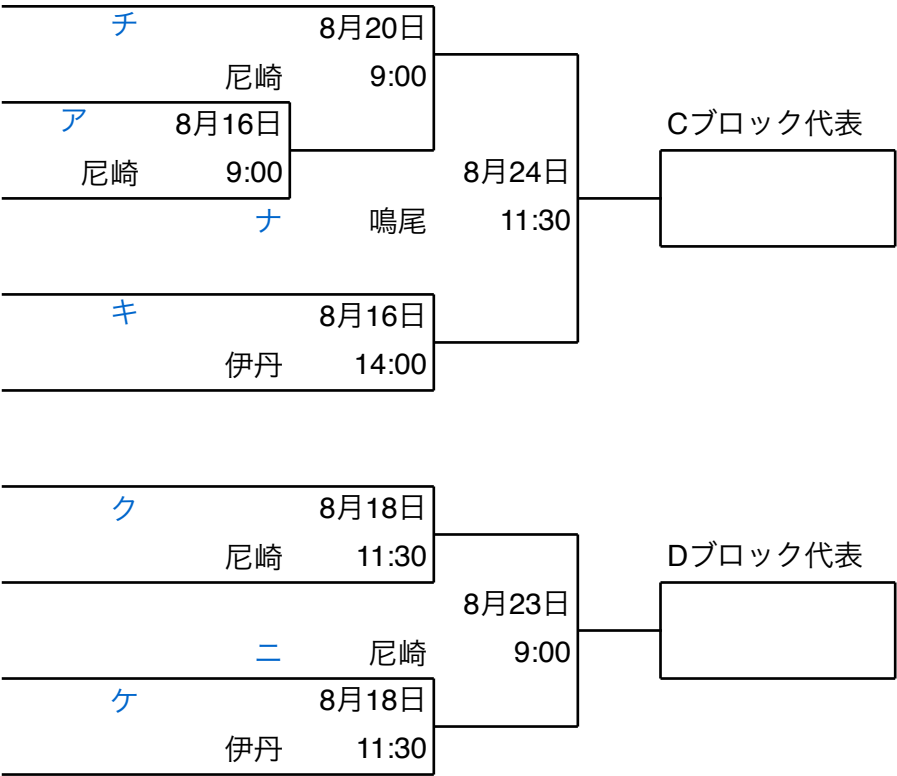 チ 8月20日
尼崎 9:00
ア 8月16日 Cブロック代表
尼崎 9:00 8月24日
ナ 鳴尾 11:30
キ 8月16日
伊丹 14:00
ク 8月18日
尼崎 11:30 Dブロック代表
8月23日
ニ 尼崎 9:00
ケ 8月18日
伊丹 11:30